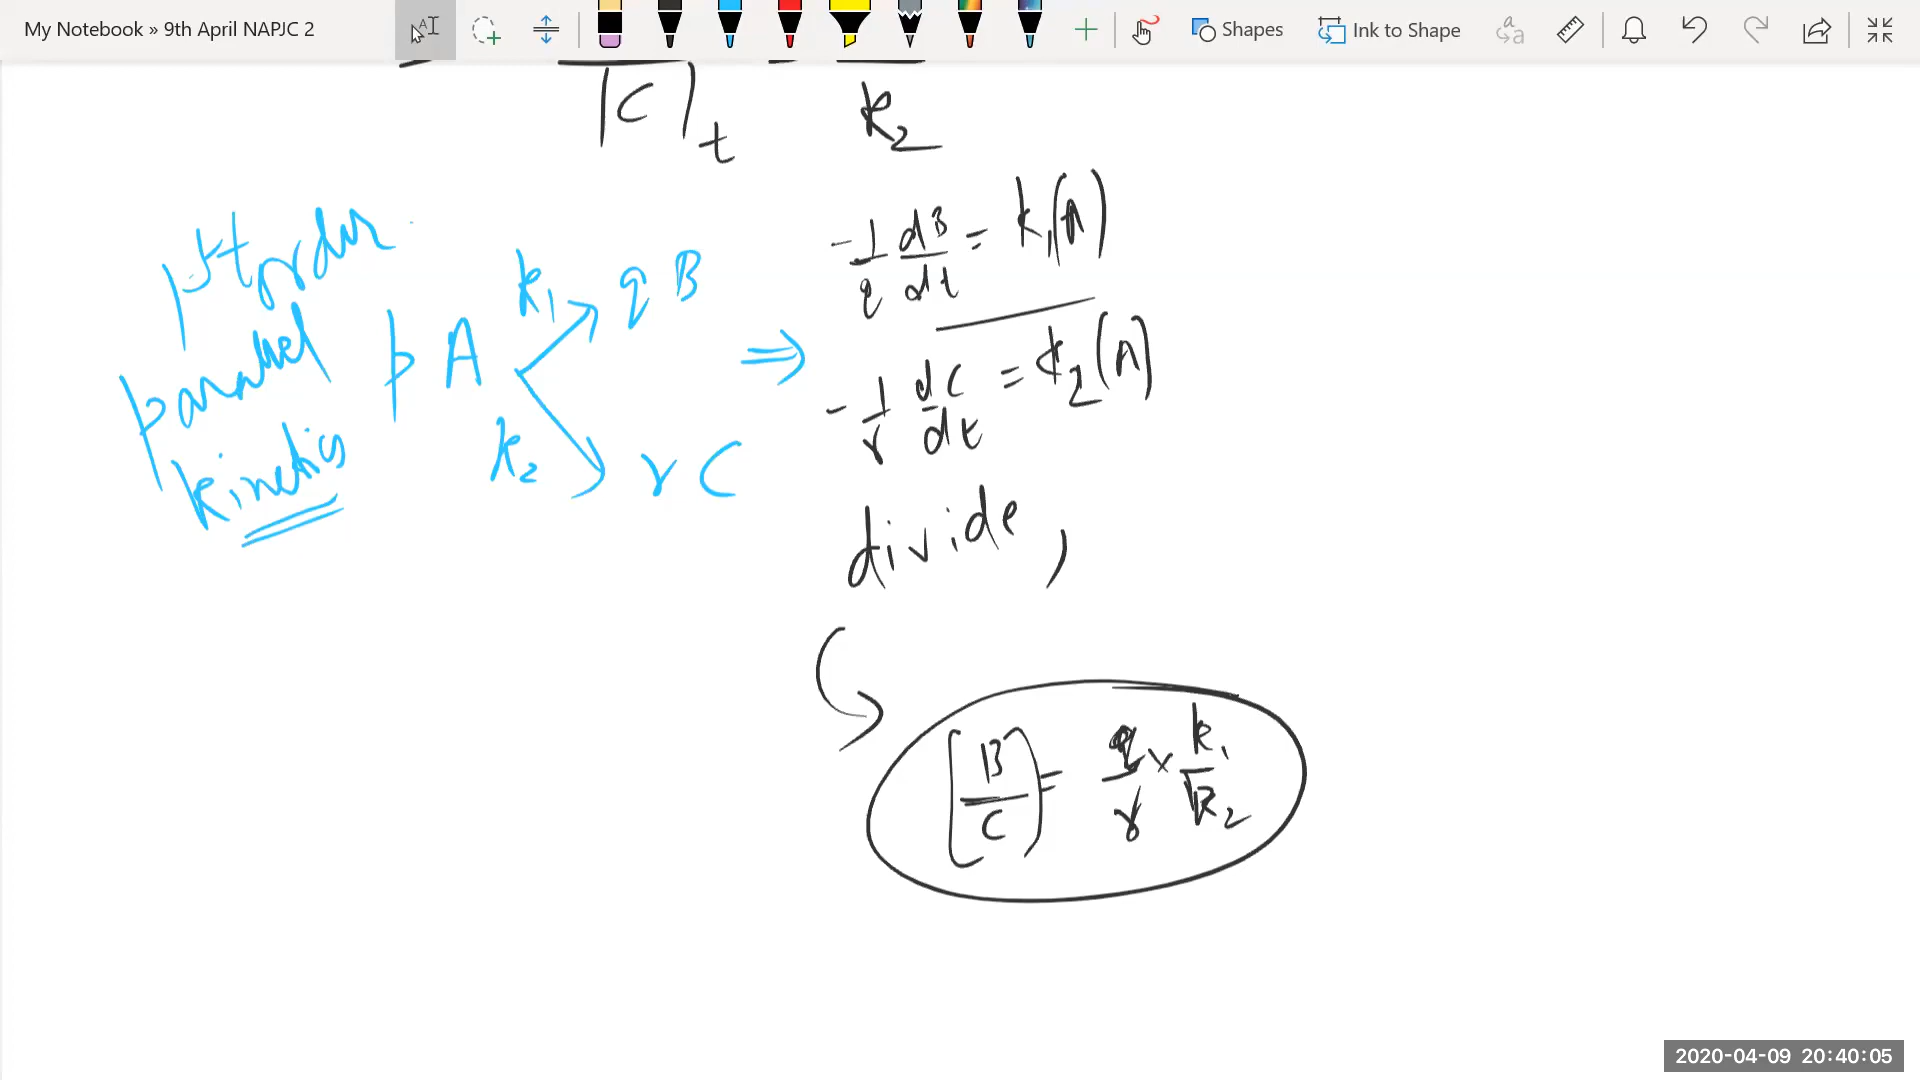 My Notebook » 9th April NAPJC 2
Shapes
Ink to Shape
[C]t
k2
1st order
parallel
kinetics
p A
k1
q B
k2
r C
⇒
-1/q dB/dt = k1(A)
-1/r dC/dt = k2(A)
divide,
[B/C] = q/r × k1/k2
2020-04-09 20:40:05